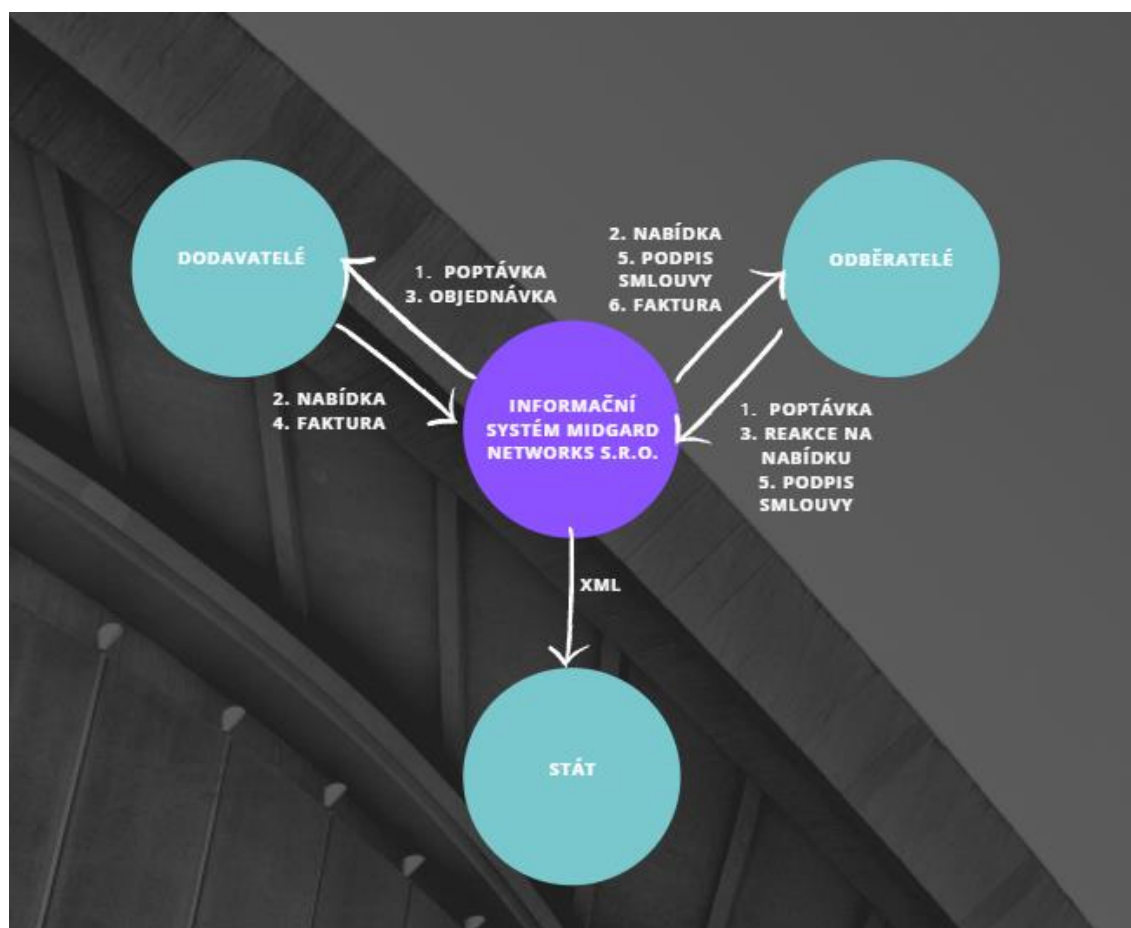 DODAVATELÉ
1. POPTÁVKA
3. OBJEDNÁVKA
2. NABÍDKA
5. PODPIS
SMLOUVY
6. FAKTURA
ODBĚRATELÉ
2. NABÍDKA
4. FAKTURA
INFORMAČNÍ
SYSTÉM MIDGARD
NETWORKS S.R.O.
1. POPTÁVKA
3. REAKCE NA
NABÍDKU
5. PODPIS
SMLOUVY
XML
STÁT